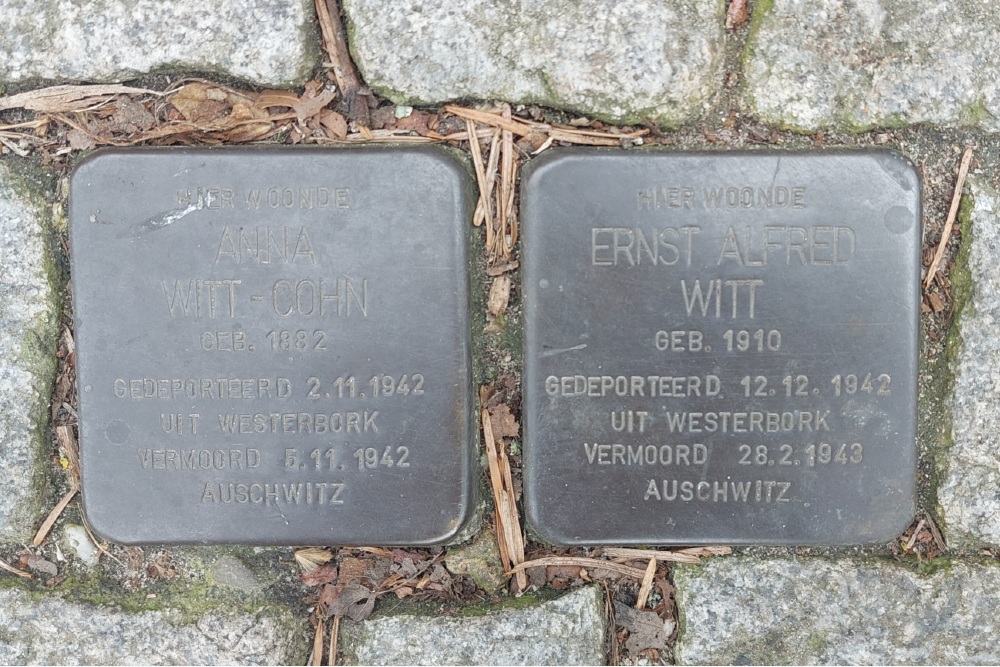 HIER WOONDE
ANNA
WITT-COHN
GEB. 1882
GEDEPORTEERD 2.11.1942
UIT WESTERBORK
VERMOORD 5.11.1942
AUSCHWITZ
HIER WOONDE
ERNST ALFRED
WITT
GEB. 1910
GEDEPORTEERD 12.12.1942
UIT WESTERBORK
VERMOORD 28.2.1943
AUSCHWITZ